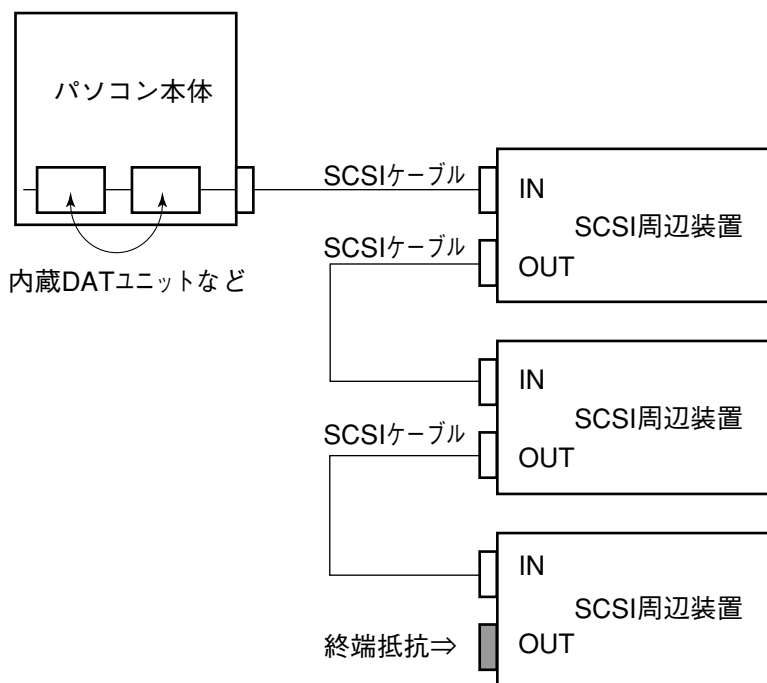 パソコン本体
内蔵DATユニットなど
SCSIケーブル
IN
SCSI周辺装置
SCSIケーブル
OUT
IN
SCSI周辺装置
SCSIケーブル
OUT
IN
SCSI周辺装置
終端抵抗⇒
OUT